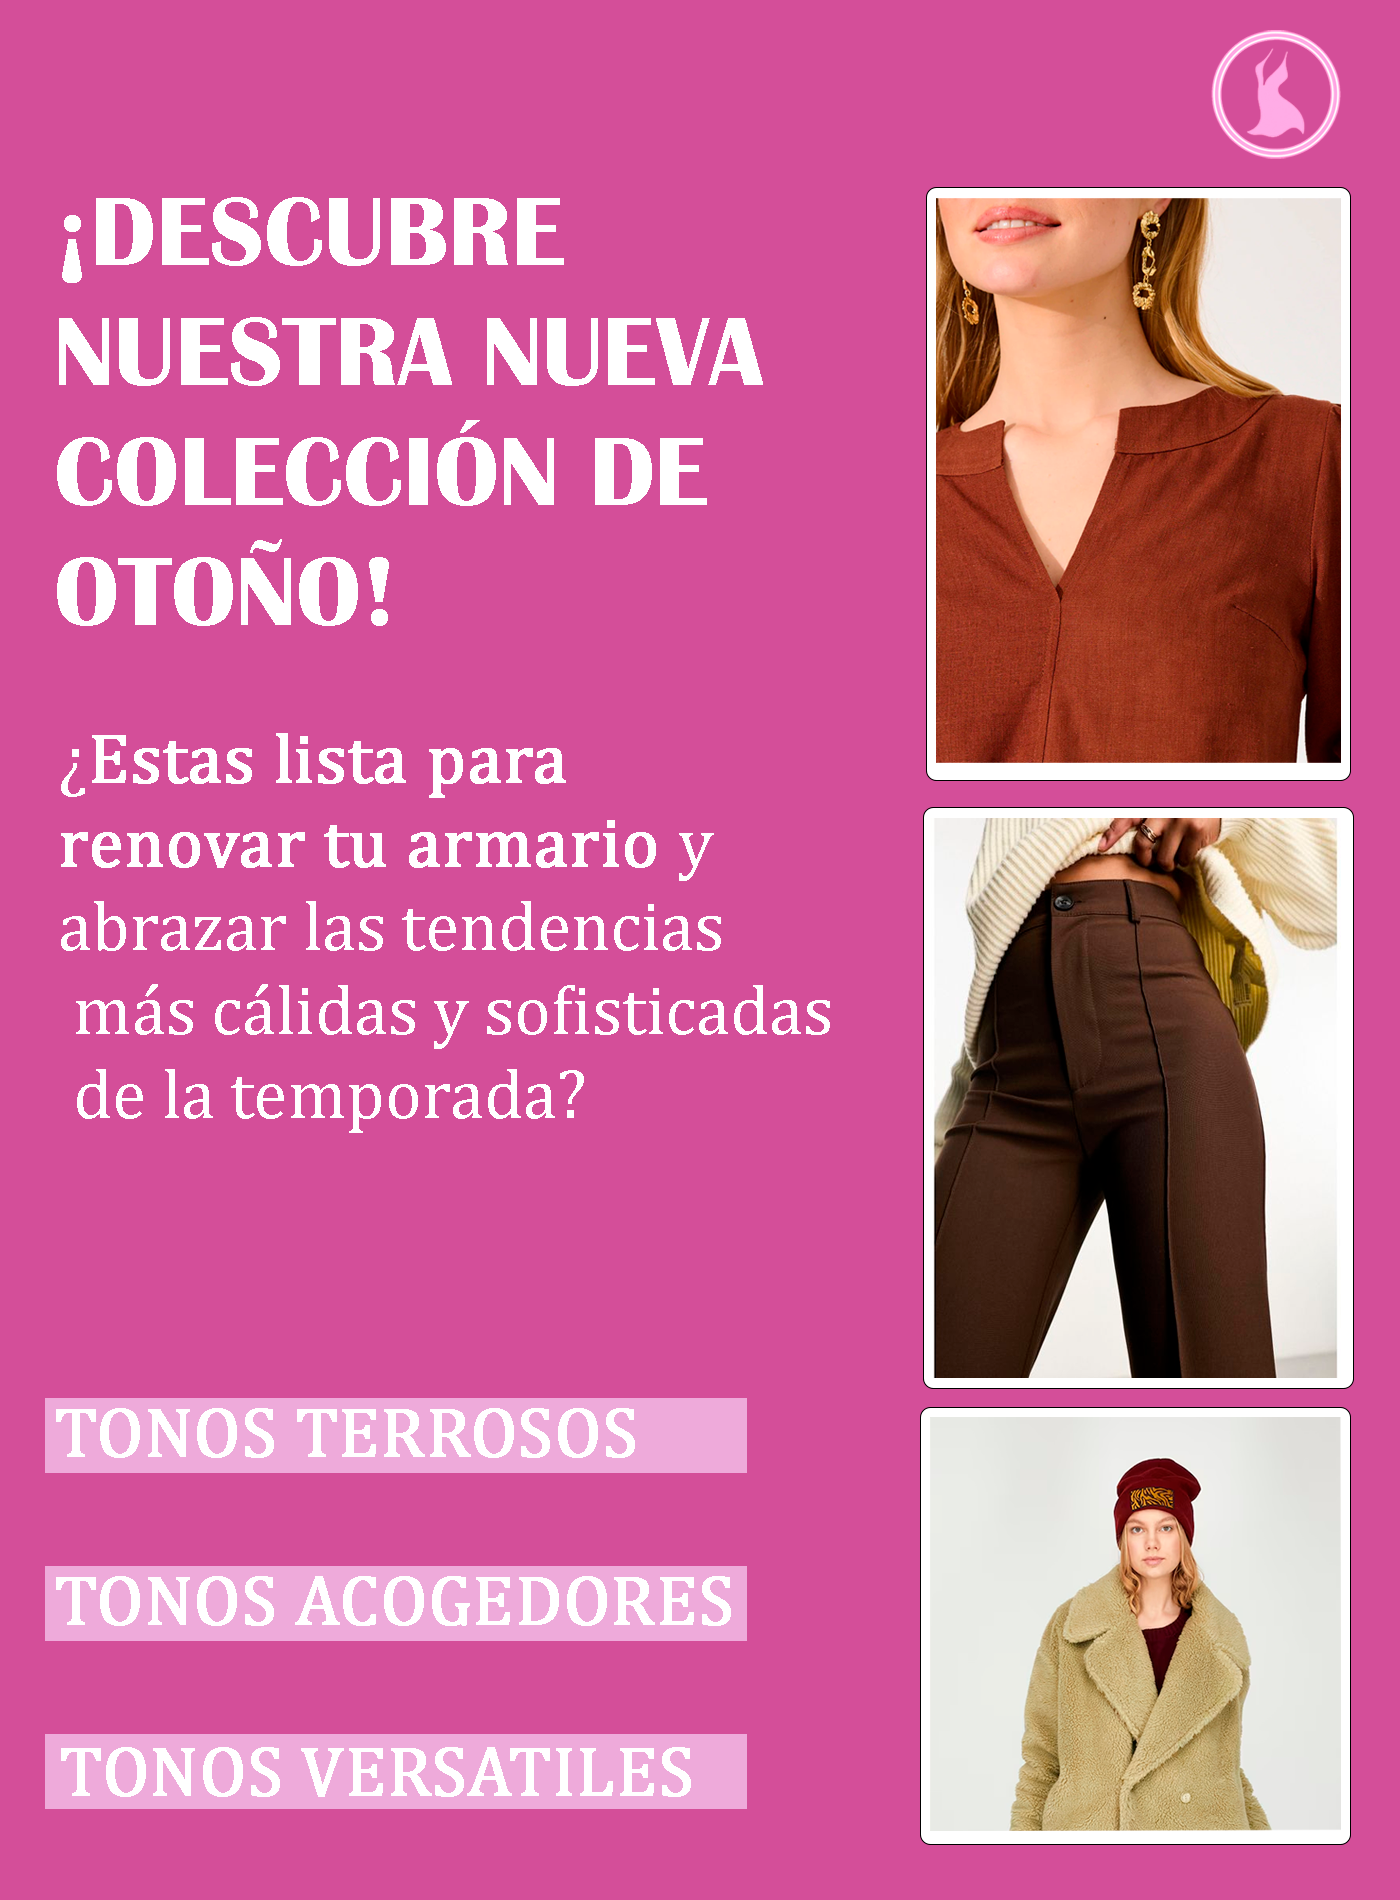 ¡DESCUBRE
NUESTRA NUEVA
COLECCIÓN DE
OTOÑO!
¿Estas lista para
renovar tu armario y
abrazar las tendencias
más cálidas y sofisticadas
de la temporada?
TONOS TERROSOS
TONOS ACOGEDORES
TONOS VERSATILES